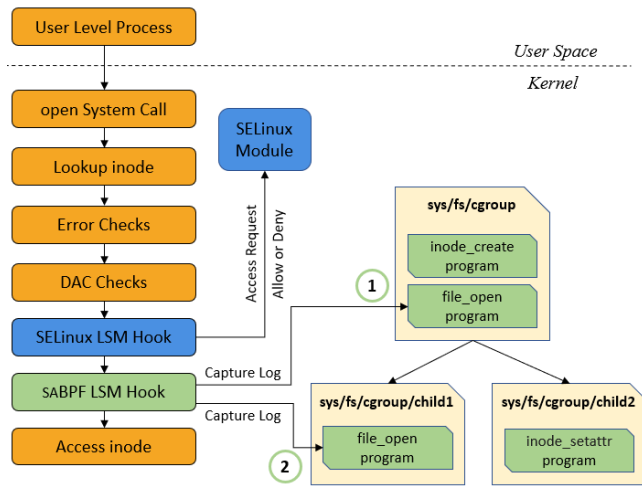 User Level Process
User Space
Kernel
open System Call
SELinux
Module
Lookup inode
Error Checks
DAC Checks
SELinux LSM Hook
SABPF LSM Hook
Access inode
Access Request
Allow or Deny
Capture Log
Capture Log
1
2
sys/fs/cgroup
inode_create
program
file_open
program
sys/fs/cgroup/child1
file_open
program
sys/fs/cgroup/child2
inode_setattr
program